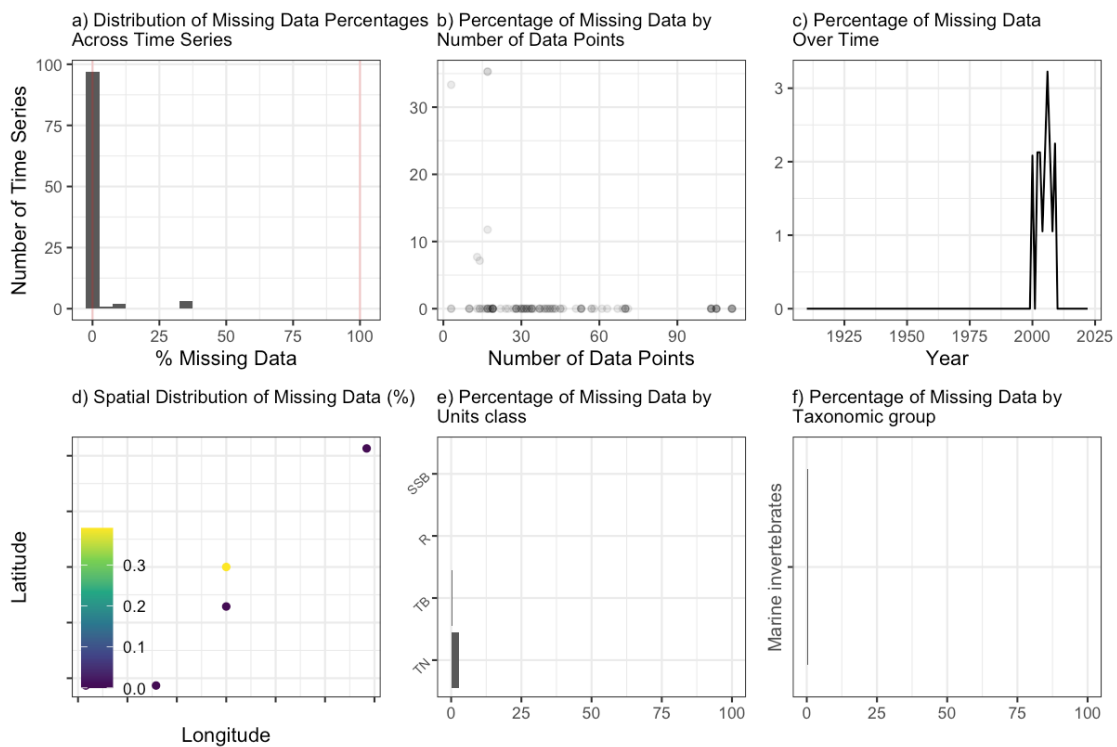 a) Distribution of Missing Data Percentages
Across Time Series
Number of Time Series
100
75
50
25
0
0
25
50
75
100
% Missing Data
b) Percentage of Missing Data by
Number of Data Points
30
20
10
0
0
30
60
90
Number of Data Points
c) Percentage of Missing Data
Over Time
3
2
1
0
1925
1950
1975
2000
2025
Year
d) Spatial Distribution of Missing Data (%)
Latitude
0.3
0.2
0.1
0.0
Longitude
e) Percentage of Missing Data by
Units class
SSB
R
TB
TN
0
25
50
75
100
f) Percentage of Missing Data by
Taxonomic group
Marine invertebrates
0
25
50
75
100